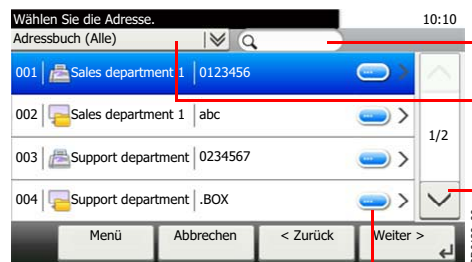 Wählen Sie die Adresse. 10:10
Adressbuch (Alle)
001 Sales department 1 0123456
002 Sales department 1 abc
1/2
003 Support department 0234567
004 Support department .BOX
Menü Abbrechen < Zurück Weiter >